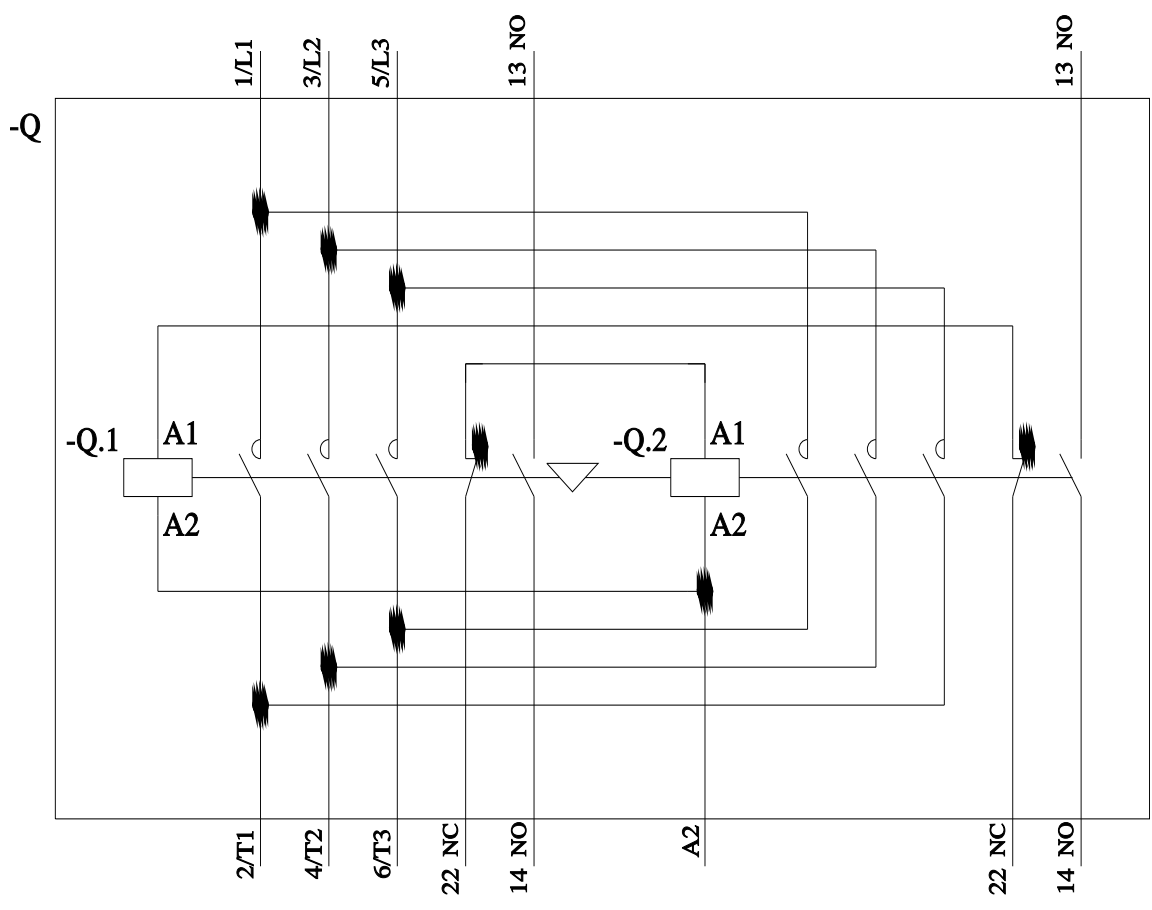 1/L1
3/L2
5/L3
13 NO
13 NO
-Q
-Q.1
A1
-Q.2
A1
A2
A2
2/T1
4/T2
6/T3
22 NC
14 NO
A2
22 NC
14 NO